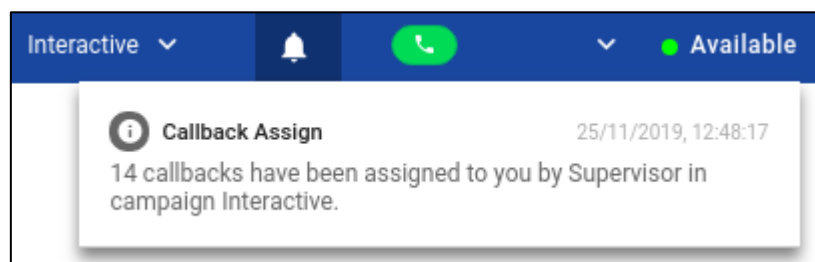 Interactive
Available
Callback Assign 25/11/2019, 12:48:17
14 callbacks have been assigned to you by Supervisor in
campaign Interactive.